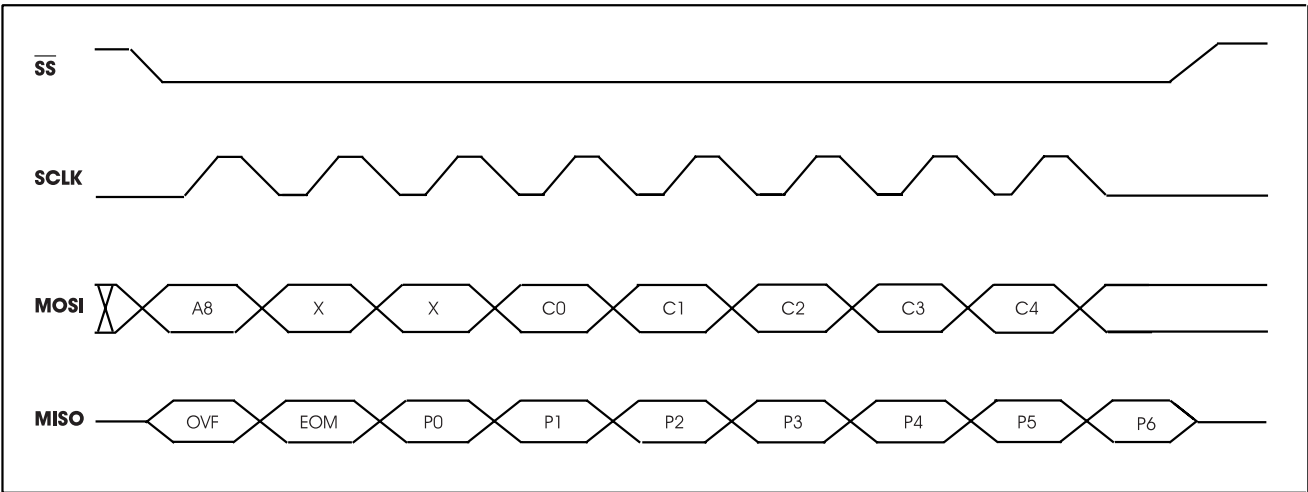 SS
SCLK
MOSI A8 X X C0 C1 C2 C3 C4
MISO OVF EOM P0 P1 P2 P3 P4 P5 P6